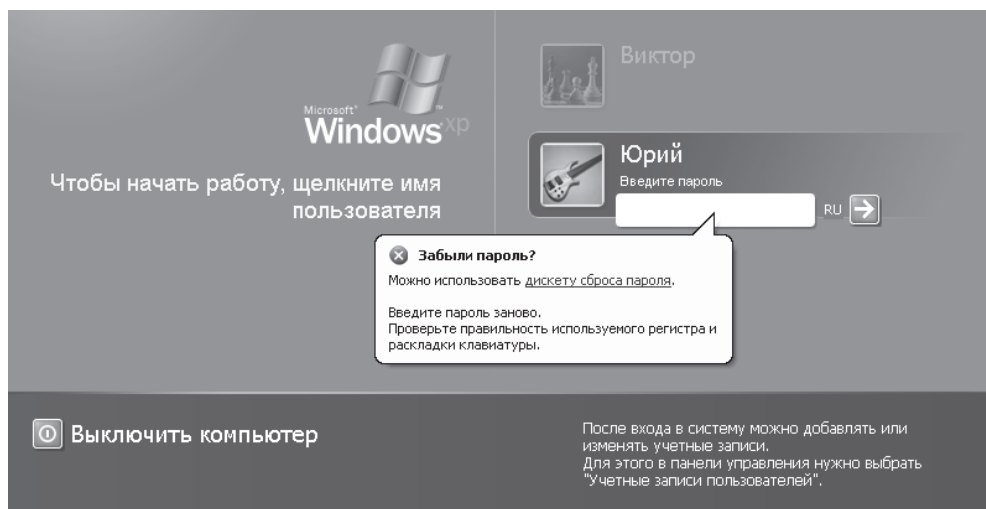 Microsoft®
Windows xp
Чтобы начать работу, щелкните имя
пользователя
Виктор
Юрий
Введите пароль
RU
Забыли пароль?
Можно использовать дискету сброса пароля.
Введите пароль заново.
Проверьте правильность используемого регистра и
раскладки клавиатуры.
Выключить компьютер
После входа в систему можно добавлять или
изменять учетные записи.
Для этого в панели управления нужно выбрать
"Учетные записи пользователей".